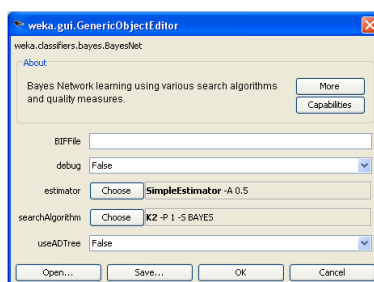 weka.gui.GenericObjectEditor
weka.classifiers.bayes.BayesNet
About
Bayes Network learning using various search algorithms and quality measures.
More
Capabilities
BIFFile
debug False
estimator Choose SimpleEstimator -A 0.5
searchAlgorithm Choose K2 -P 1 -S BAYES
useADTree False
Open... Save... OK Cancel